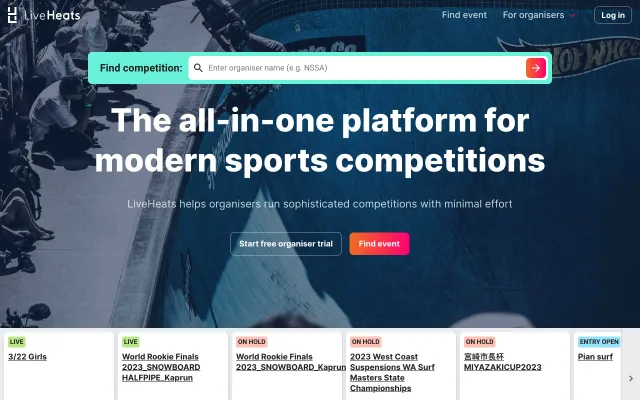 LiveHeats
Find event
For organisers
Log in
Find competition:
Enter organiser name (e.g. NSSA)
The all-in-one platform for
modern sports competitions
LiveHeats helps organisers run sophisticated competitions with minimal effort
Start free organiser trial
Find event
LIVE
3/22 Girls
LIVE
World Rookie Finals
2023_SNOWBOARD
HALFPIPE_Kaprun
ON HOLD
World Rookie Finals
2023_SNOWBOARD_Kaprun
ON HOLD
2023 West Coast
Suspensions WA Surf
Masters State
Championships
ON HOLD
宮崎市長杯
MIYAZAKICUP2023
ENTRY OPEN
Pian surf